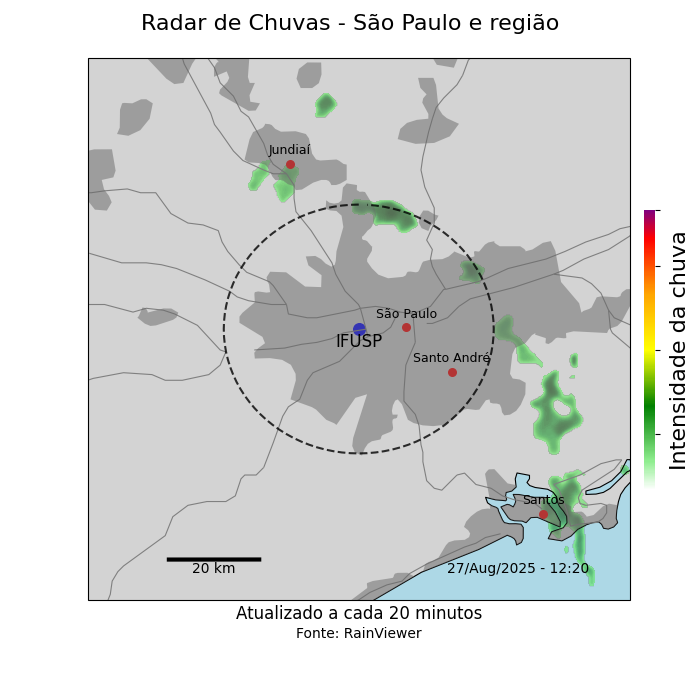 Radar de Chuvas - São Paulo e região
Jundiaí
São Paulo
IFUSP
Santo André
Intensidade da chuva
Santos
20 km
27/Aug/2025 - 12:20
Atualizado a cada 20 minutos
Fonte: RainViewer